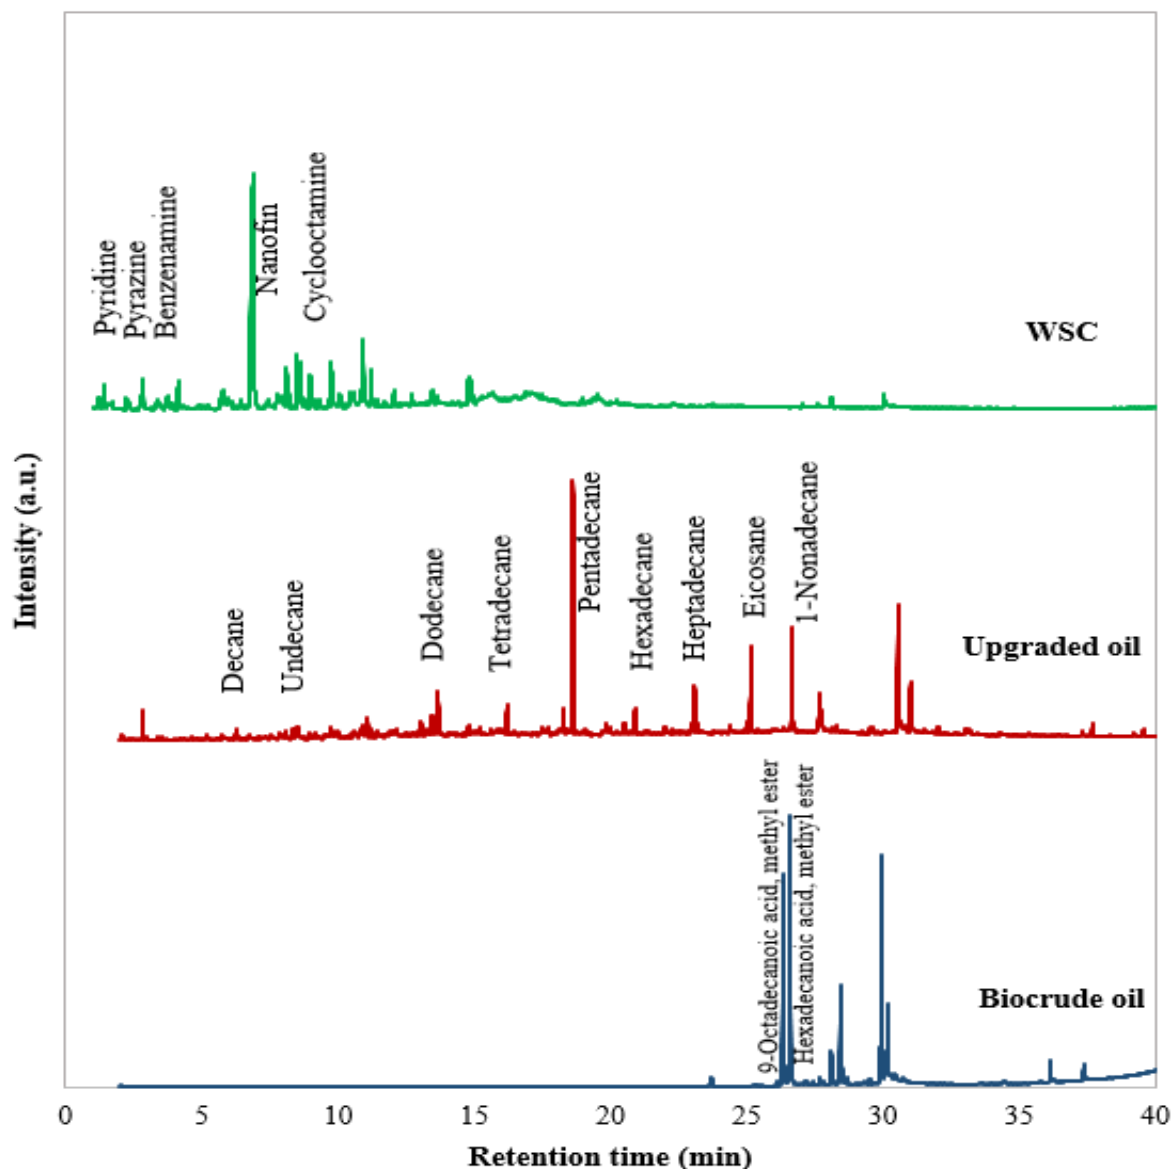 Pyridine
Pyrazine
Benzenamine
Nanofin
Cyclooctamine
WSC
Intensity (a.u.)
Decane
Undecane
Dodecane
Tetradecane
Pentadecane
Hexadecane
Heptadecane
Eicosane
1-Nonadecane
Upgraded oil
9-Octadecanoic acid, methyl ester
Hexadecanoic acid, methyl ester
Biocrude oil
0 5 10 15 20 25 30 35 40
Retention time (min)